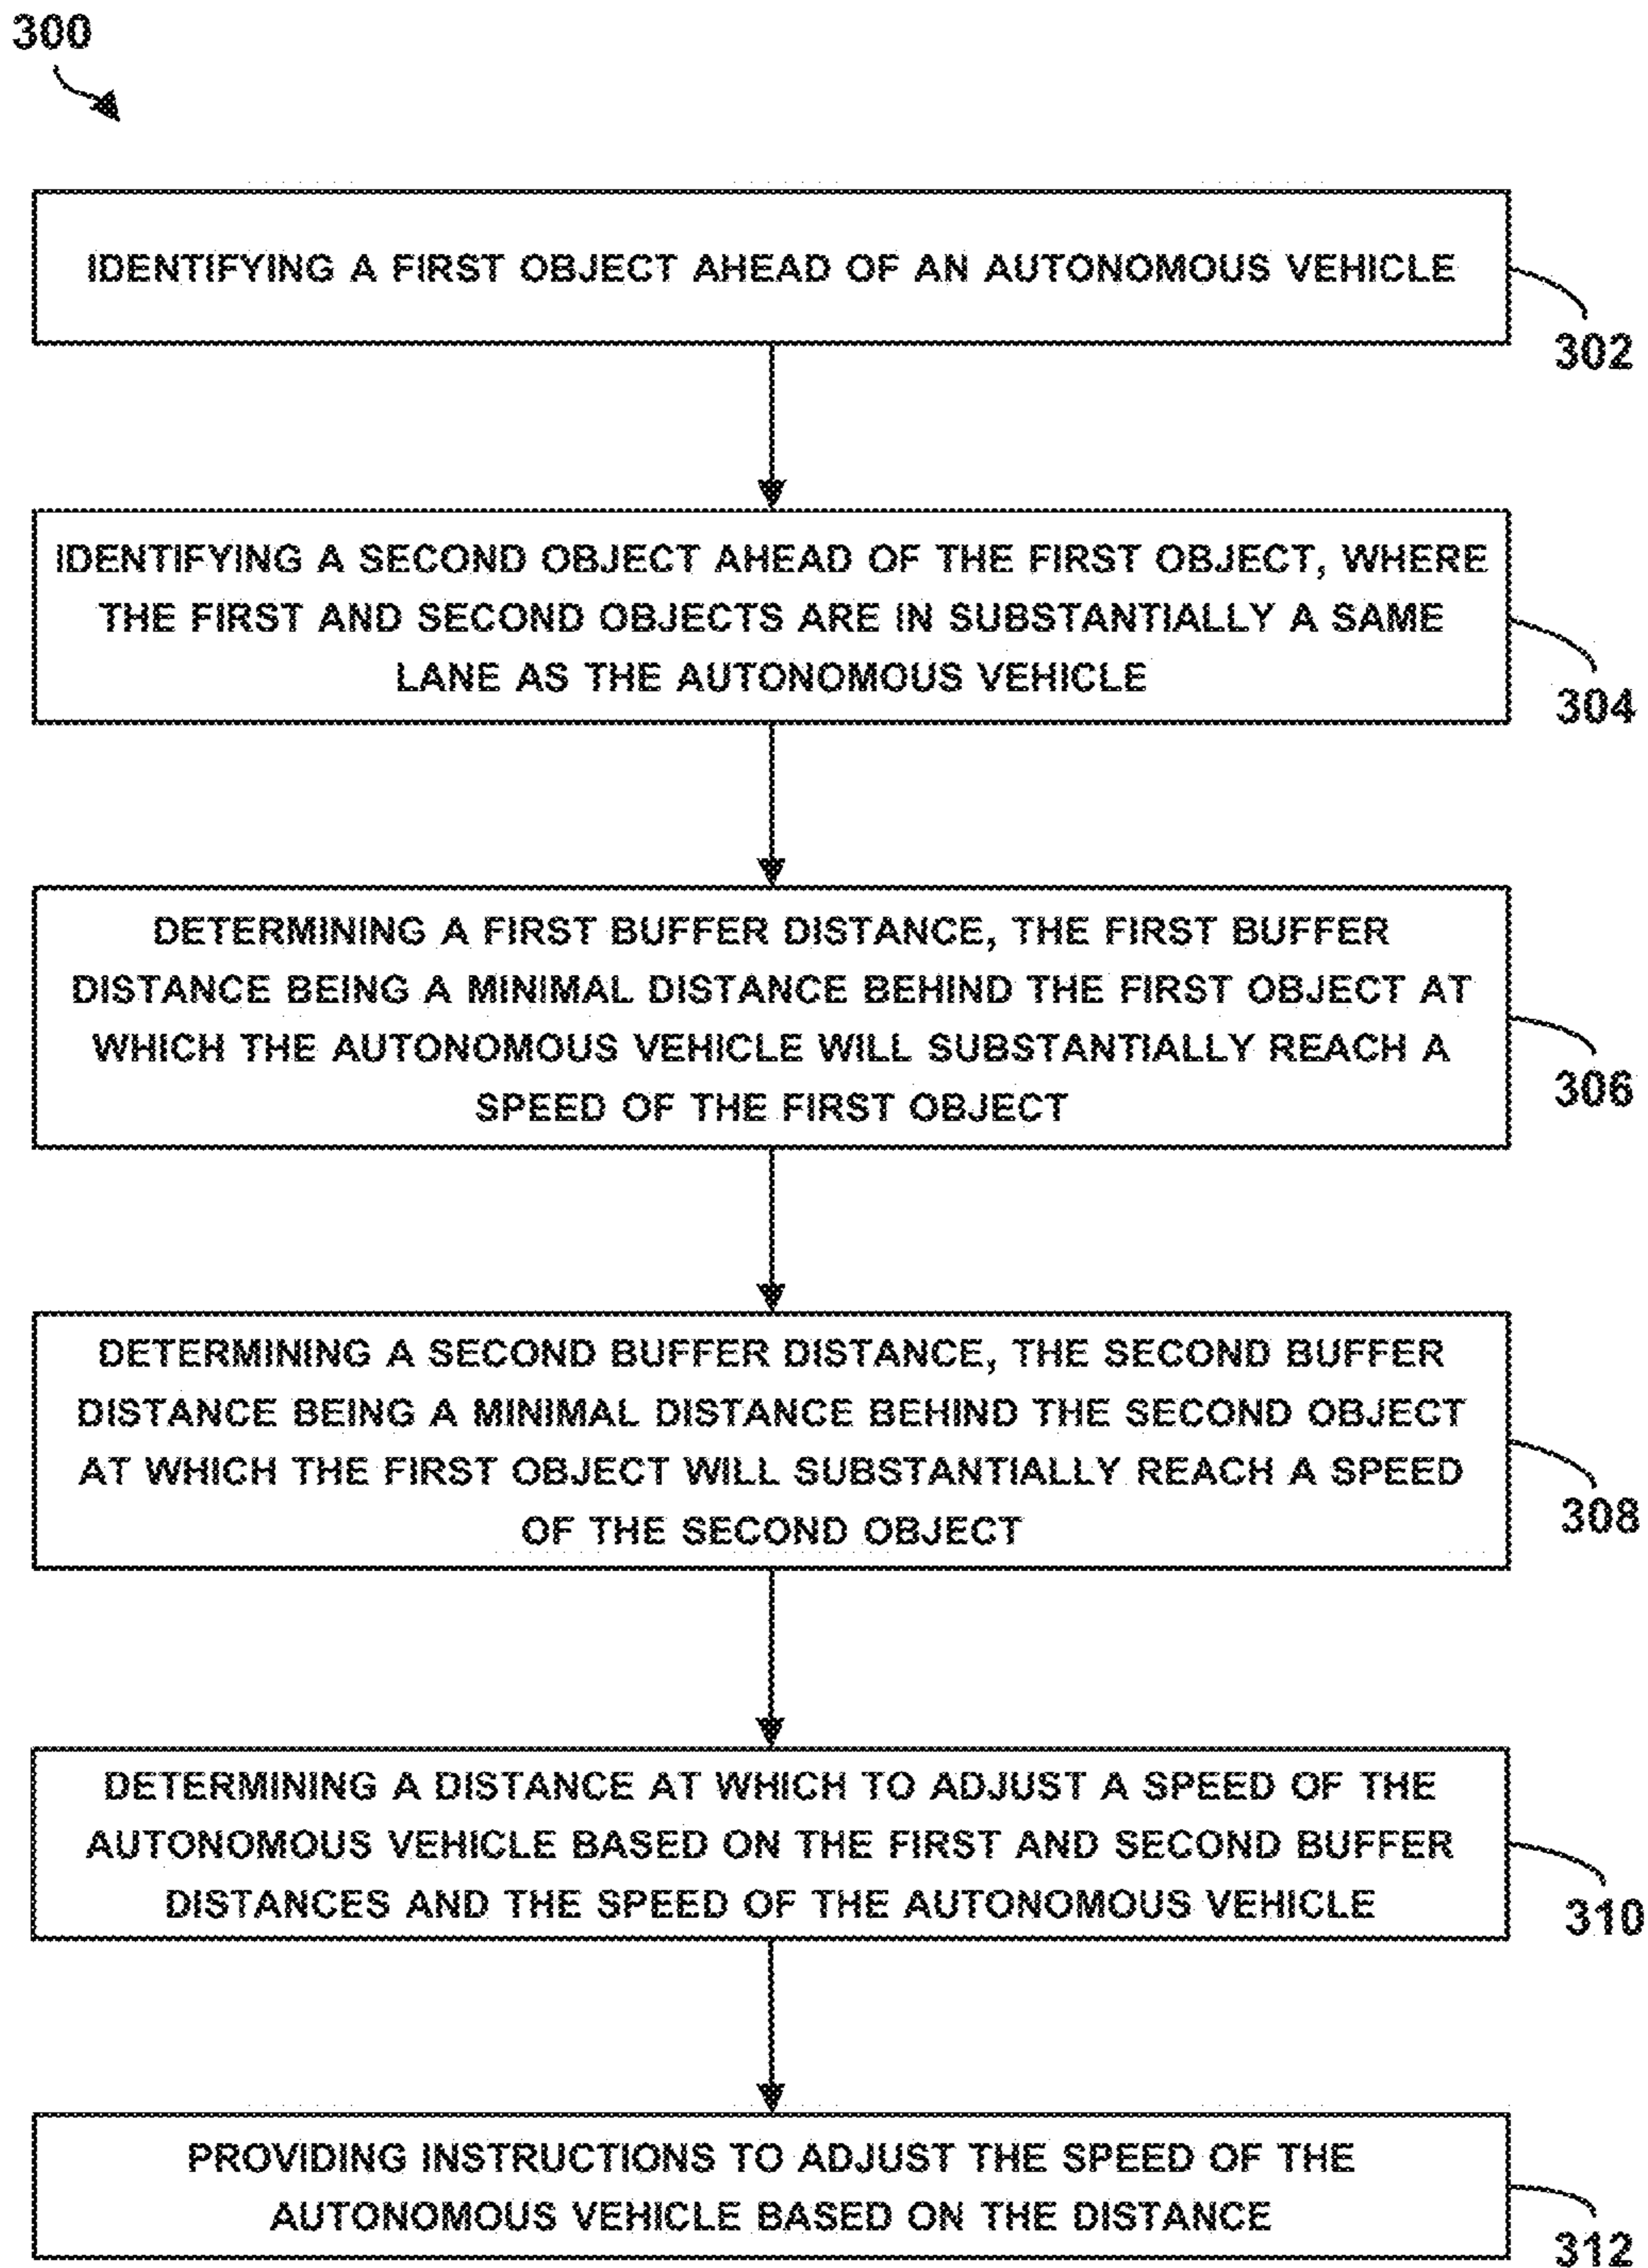 300
IDENTIFYING A FIRST OBJECT AHEAD OF AN AUTONOMOUS VEHICLE
302
IDENTIFYING A SECOND OBJECT AHEAD OF THE FIRST OBJECT, WHERE
THE FIRST AND SECOND OBJECTS ARE IN SUBSTANTIALLY A SAME
LANE AS THE AUTONOMOUS VEHICLE
304
DETERMINING A FIRST BUFFER DISTANCE, THE FIRST BUFFER
DISTANCE BEING A MINIMAL DISTANCE BEHIND THE FIRST OBJECT AT
WHICH THE AUTONOMOUS VEHICLE WILL SUBSTANTIALLY REACH A
SPEED OF THE FIRST OBJECT
306
DETERMINING A SECOND BUFFER DISTANCE, THE SECOND BUFFER
DISTANCE BEING A MINIMAL DISTANCE BEHIND THE SECOND OBJECT
AT WHICH THE FIRST OBJECT WILL SUBSTANTIALLY REACH A SPEED
OF THE SECOND OBJECT
308
DETERMINING A DISTANCE AT WHICH TO ADJUST A SPEED OF THE
AUTONOMOUS VEHICLE BASED ON THE FIRST AND SECOND BUFFER
DISTANCES AND THE SPEED OF THE AUTONOMOUS VEHICLE
310
PROVIDING INSTRUCTIONS TO ADJUST THE SPEED OF THE
AUTONOMOUS VEHICLE BASED ON THE DISTANCE
312